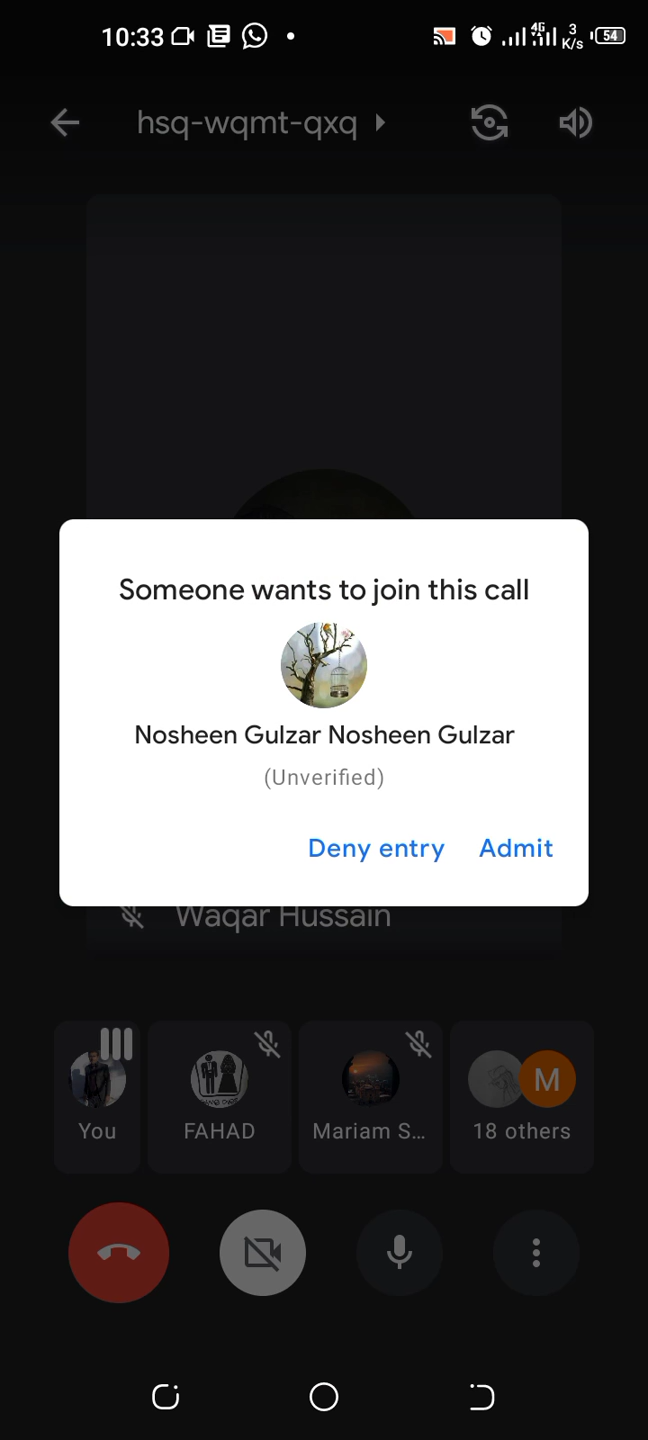 10:33
4G
3
K/s
54
hsq-wqmt-qxq
Someone wants to join this call
Nosheen Gulzar Nosheen Gulzar
(Unverified)
Deny entry Admit
Waqar Hussain
M
You FAHAD Mariam S... 18 others